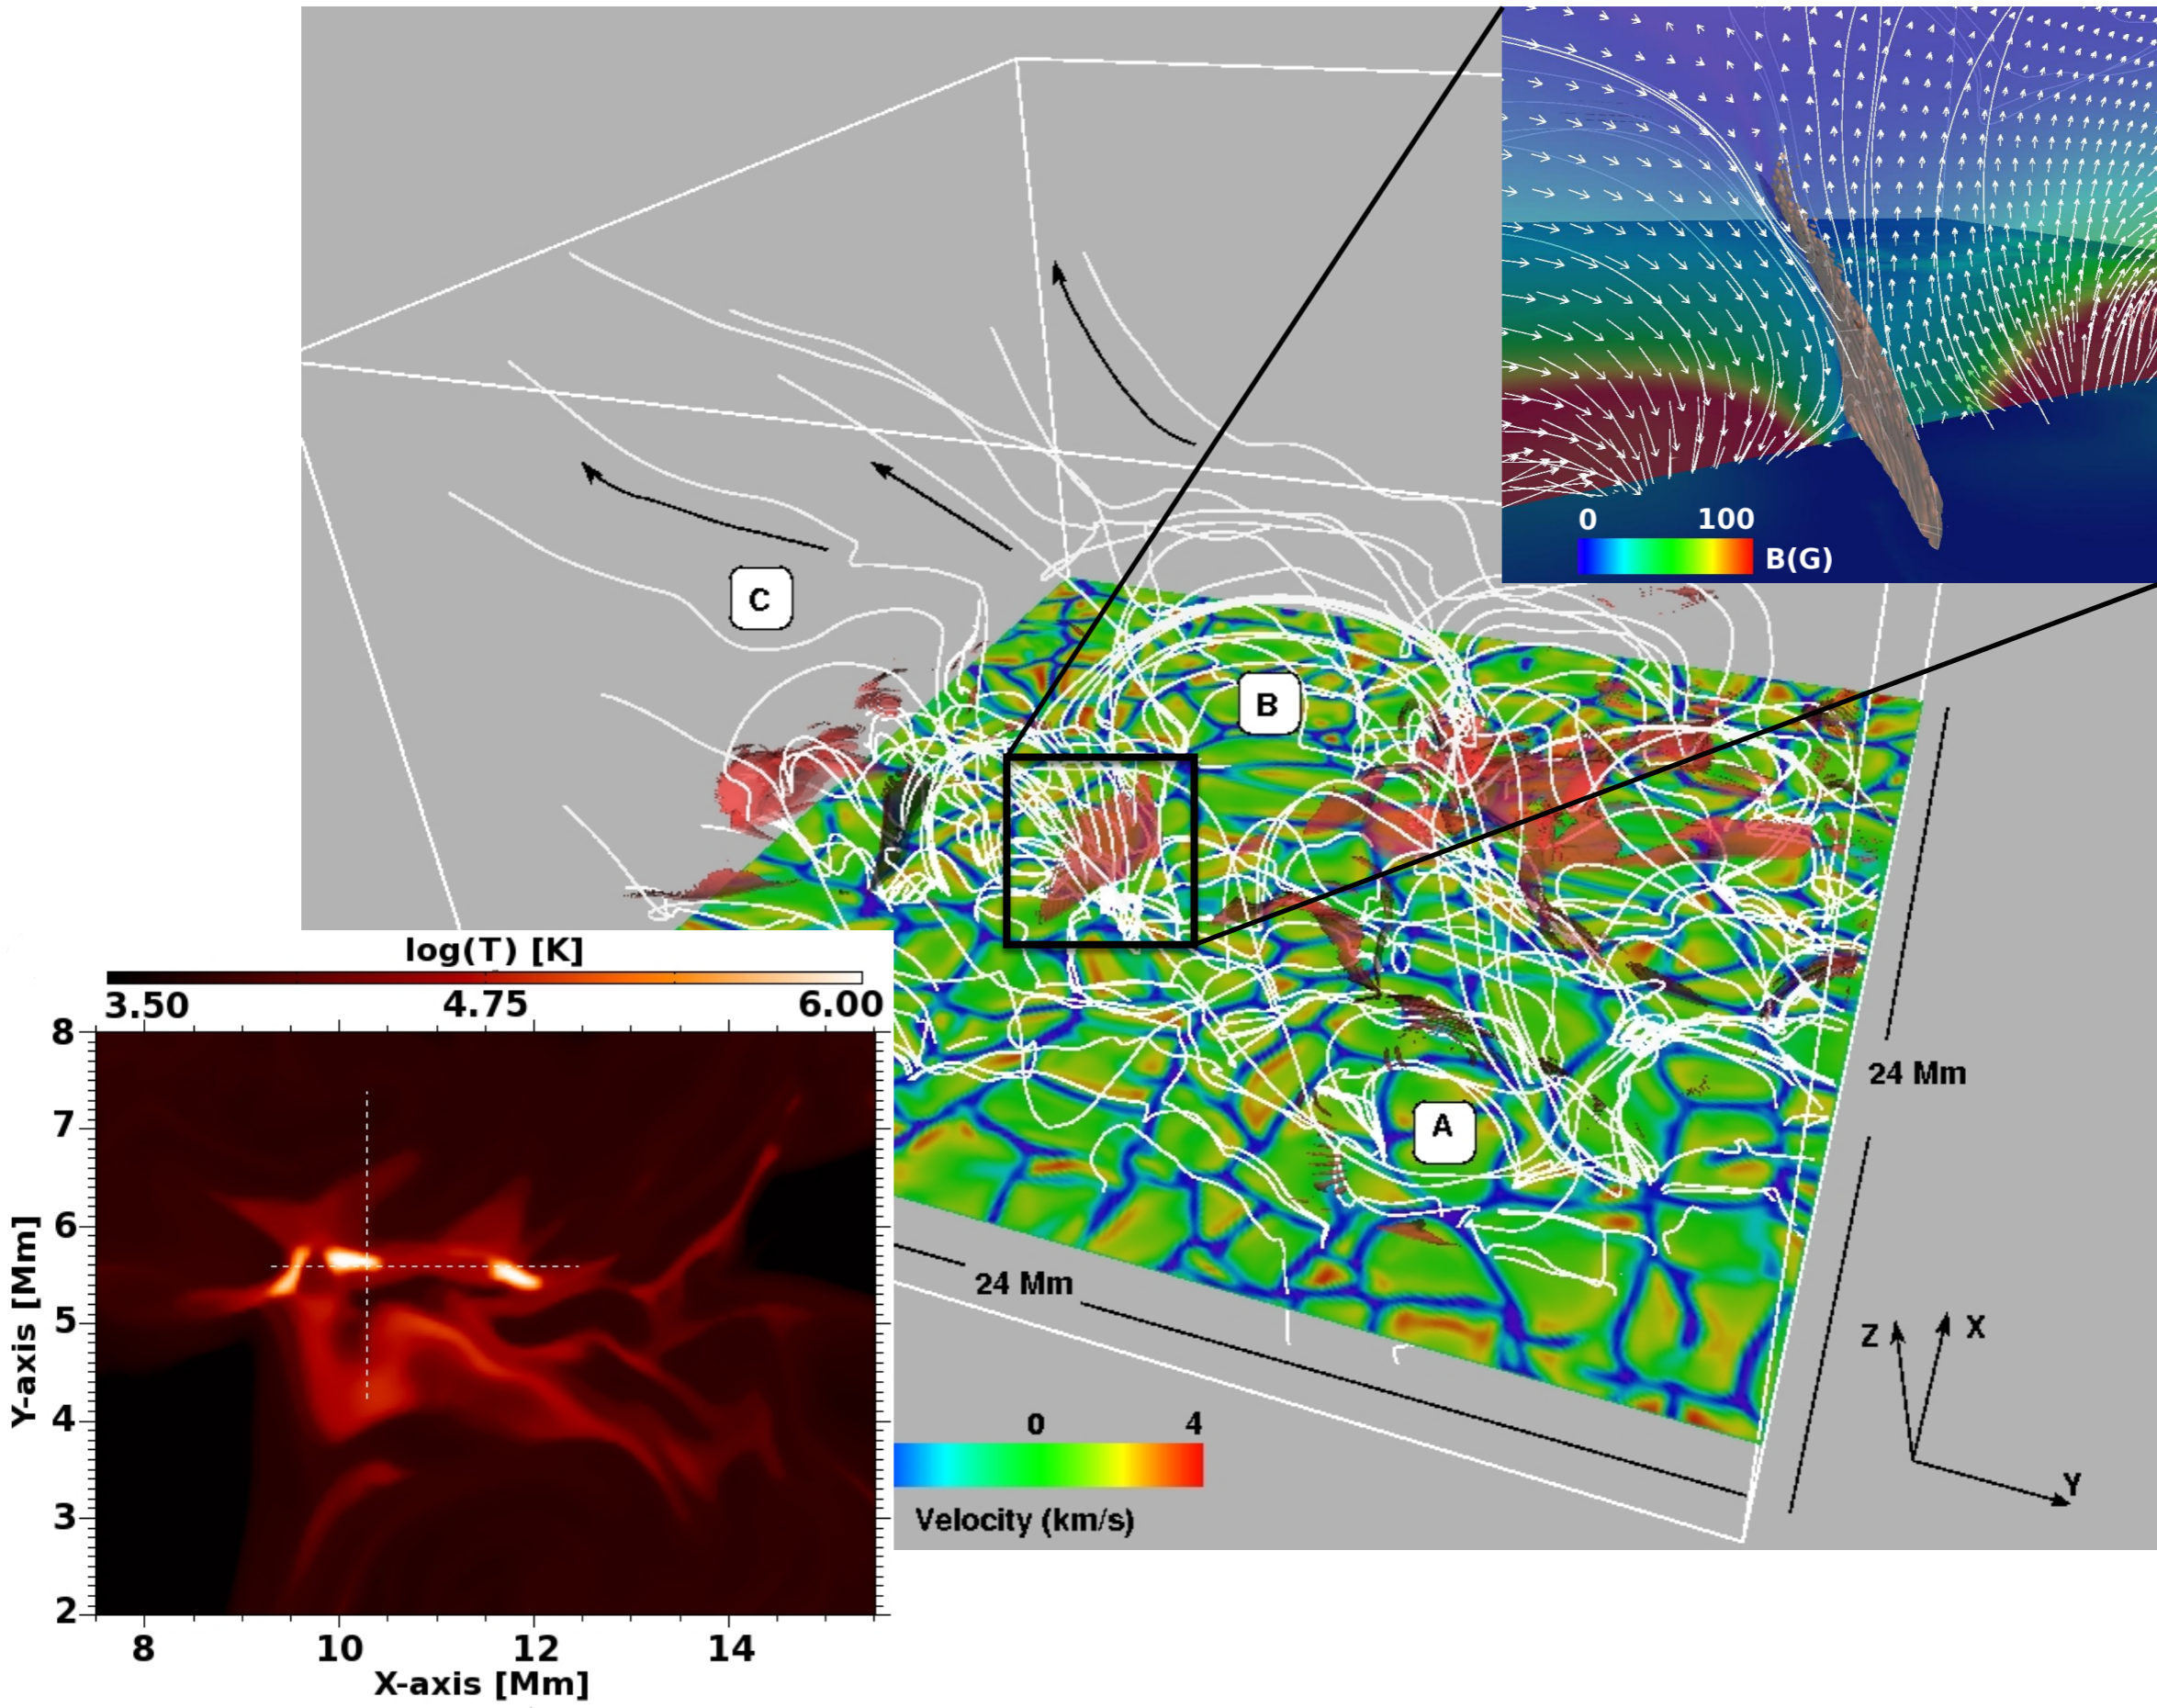 0 100
B(G)
C
B
A
24 Mm
24 Mm
Z X
Y
0 4
Velocity (km/s)
log(T) [K]
3.50 4.75 6.00
8
7
6
5
4
3
2
Y-axis [Mm]
8 10 12 14
X-axis [Mm]